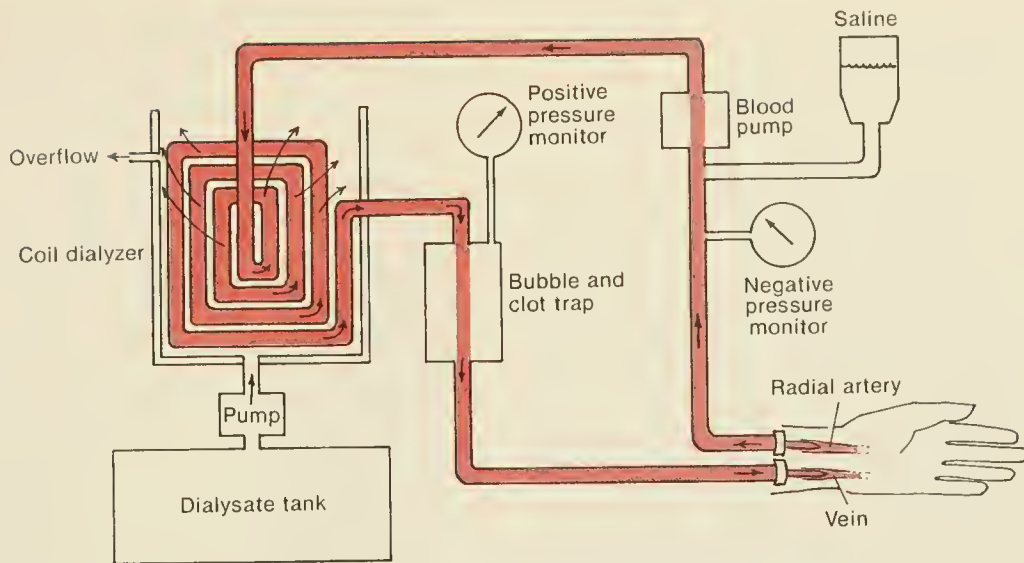 Saline
Positive
pressure
monitor
Blood
pump
Overflow
Coil dialyzer
Bubble and
clot trap
Negative
pressure
monitor
Radial artery
Pump
Dialysate tank
Vein